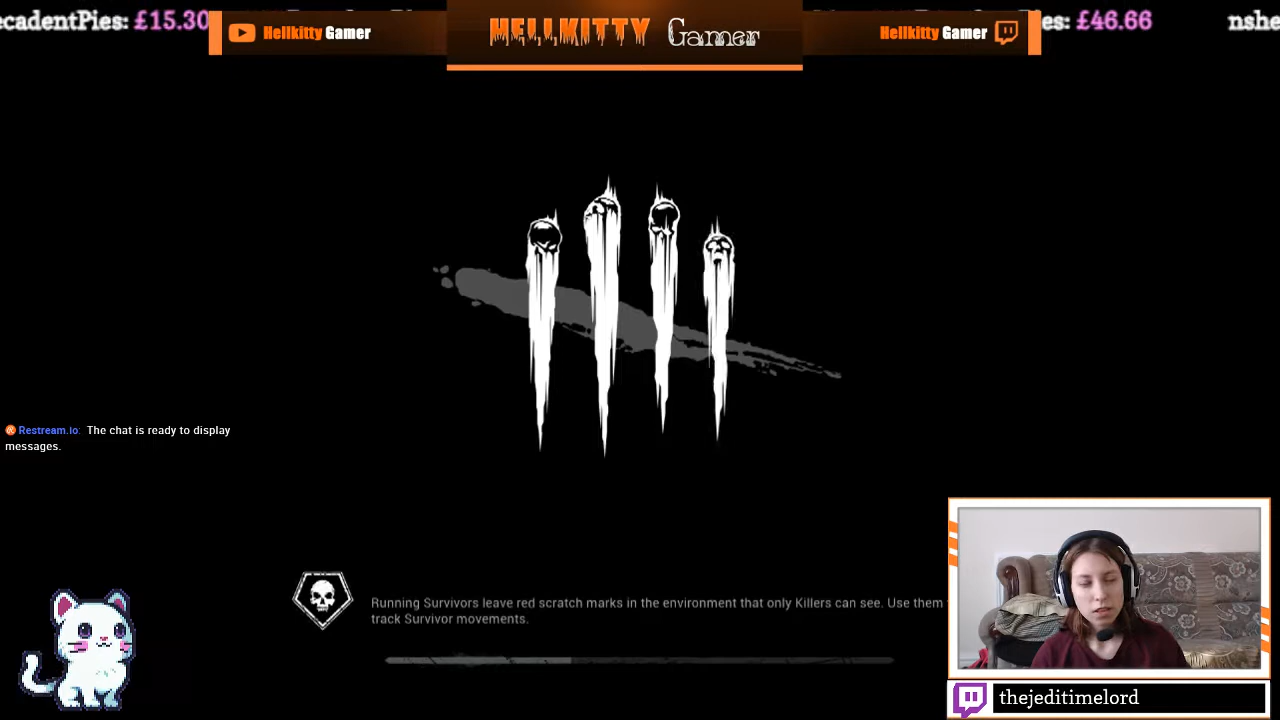 ecadentPies: £15.30
es: £46.66
nshe
Hellkitty Gamer
HELLKITTY Gamer
Hellkitty Gamer
Restream.io: The chat is ready to display
messages.
Running Survivors leave red scratch marks in the environment that only Killers can see. Use them
track Survivor movements.
thejeditimelord